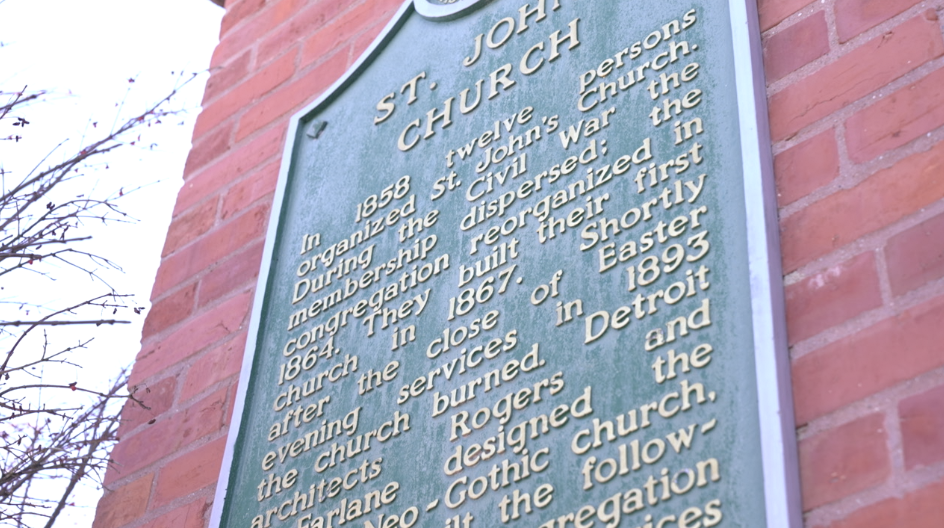 ST. JOHN
CHURCH
In 1858 twelve persons
organized St. John's Church.
During the Civil War the
membership dispersed; the
congregation reorganized in
1864. They built their first
church in 1867. Shortly
after the close of Easter
evening services in 1893
the church burned. Detroit
architects Rogers and
Farlane designed the
Neo-Gothic church,
the follow-